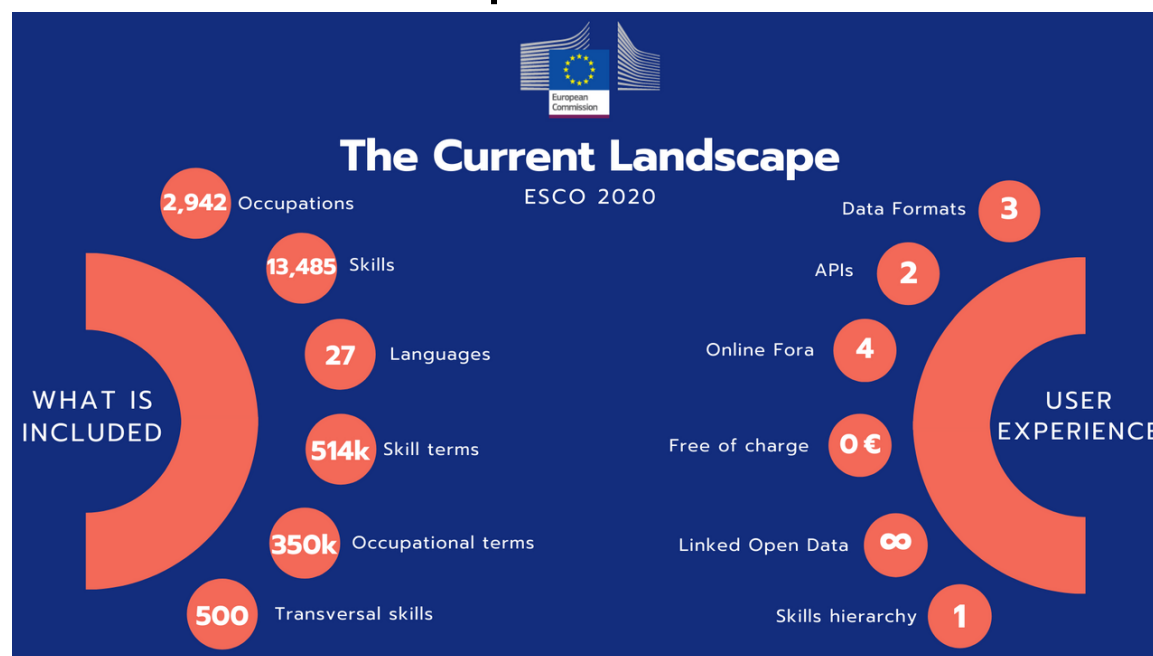 European
Commission
The Current Landscape
ESCO 2020
WHAT IS
INCLUDED
2,942 Occupations
13,485 Skills
27 Languages
514k Skill terms
350k Occupational terms
500 Transversal skills
Data Formats 3
APIs 2
Online Fora 4
Free of charge 0 €
Linked Open Data ∞
Skills hierarchy 1
USER
EXPERIENCE